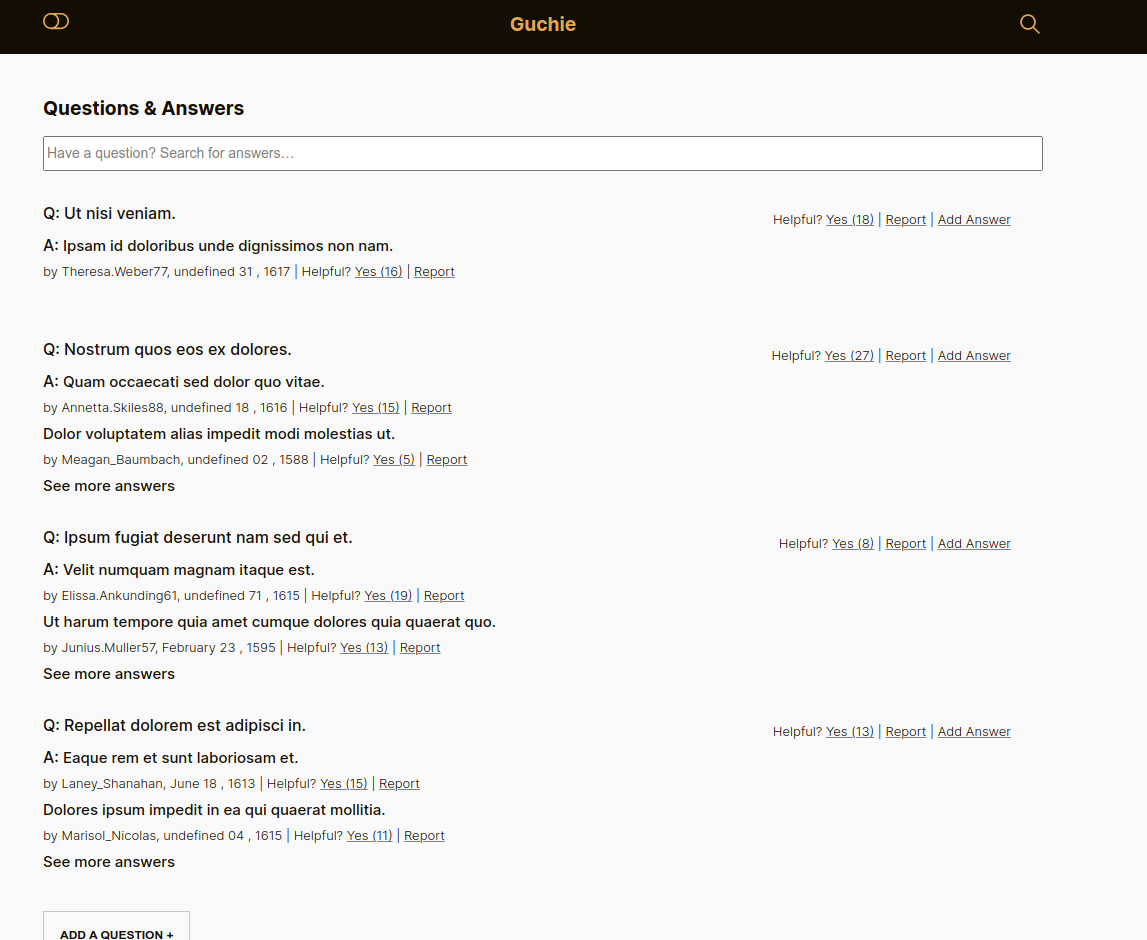 Guchie
Questions & Answers
Have a question? Search for answers…
Q: Ut nisi veniam.
Helpful? Yes (18) | Report | Add Answer
A: Ipsam id doloribus unde dignissimos non nam.
by Theresa.Weber77, undefined 31 , 1617 | Helpful? Yes (16) | Report
Q: Nostrum quos eos ex dolores.
Helpful? Yes (27) | Report | Add Answer
A: Quam occaecati sed dolor quo vitae.
by Annetta.Skiles88, undefined 18 , 1616 | Helpful? Yes (15) | Report
Dolor voluptatem alias impedit modi molestias ut.
by Meagan_Baumbach, undefined 02 , 1588 | Helpful? Yes (5) | Report
See more answers
Q: Ipsum fugiat deserunt nam sed qui et.
Helpful? Yes (8) | Report | Add Answer
A: Velit numquam magnam itaque est.
by Elissa.Ankunding61, undefined 71 , 1615 | Helpful? Yes (19) | Report
Ut harum tempore quia amet cumque dolores quia quaerat quo.
by Junius.Muller57, February 23 , 1595 | Helpful? Yes (13) | Report
See more answers
Q: Repellat dolorem est adipisci in.
Helpful? Yes (13) | Report | Add Answer
A: Eaque rem et sunt laboriosam et.
by Laney_Shanahan, June 18 , 1613 | Helpful? Yes (15) | Report
Dolores ipsum impedit in ea qui quaerat mollitia.
by Marisol_Nicolas, undefined 04 , 1615 | Helpful? Yes (11) | Report
See more answers
ADD A QUESTION +